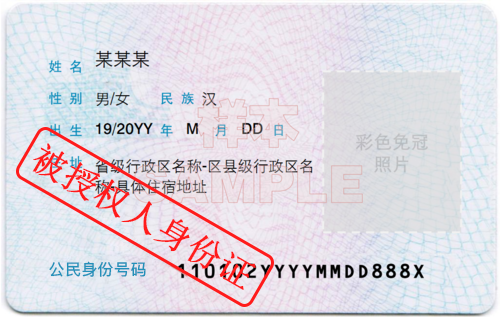 姓名 某某某
性别 男/女 民族 汉
出生 19/20YY 年 M 月 DD 日
样本
彩色免冠
照片
住址 省级行政区名称-区县级行政区名
称-具体住宿地址
SAMPLE
被授权人身份证
公民身份号码 110102YYYYMMDD888X